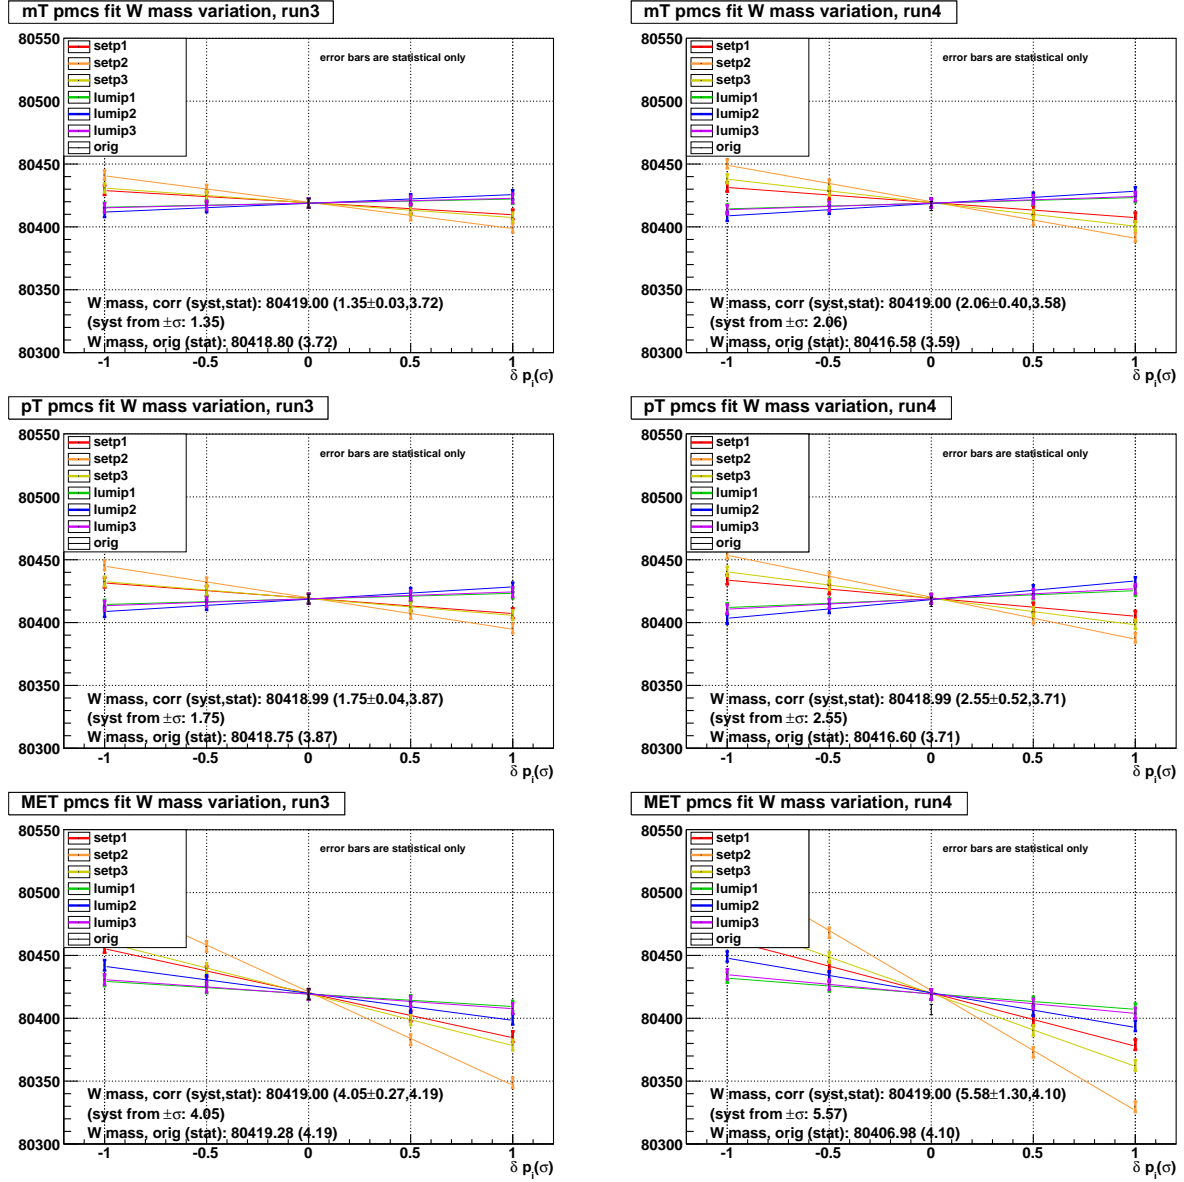 mT pmcs fit W mass variation, run3
80550
80500
80450
80400
80350
80300
setp1
setp2
setp3
lumip1
lumip2
lumip3
orig
error bars are statistical only
W mass, corr (syst,stat): 80419.00 (1.35±0.03,3.72)
(syst from ±σ: 1.35)
W mass, orig (stat): 80418.80 (3.72)
-1 -0.5 0 0.5 1
δ p_i(σ)
mT pmcs fit W mass variation, run4
80550
80500
80450
80400
80350
80300
setp1
setp2
setp3
lumip1
lumip2
lumip3
orig
error bars are statistical only
W mass, corr (syst,stat): 80419.00 (2.06±0.40,3.58)
(syst from ±σ: 2.06)
W mass, orig (stat): 80416.58 (3.59)
-1 -0.5 0 0.5 1
δ p_i(σ)
pT pmcs fit W mass variation, run3
80550
80500
80450
80400
80350
80300
setp1
setp2
setp3
lumip1
lumip2
lumip3
orig
error bars are statistical only
W mass, corr (syst,stat): 80418.99 (1.75±0.04,3.87)
(syst from ±σ: 1.75)
W mass, orig (stat): 80418.75 (3.87)
-1 -0.5 0 0.5 1
δ p_i(σ)
pT pmcs fit W mass variation, run4
80550
80500
80450
80400
80350
80300
setp1
setp2
setp3
lumip1
lumip2
lumip3
orig
error bars are statistical only
W mass, corr (syst,stat): 80418.99 (2.55±0.52,3.71)
(syst from ±σ: 2.55)
W mass, orig (stat): 80416.60 (3.71)
-1 -0.5 0 0.5 1
δ p_i(σ)
MET pmcs fit W mass variation, run3
80550
80500
80450
80400
80350
80300
setp1
setp2
setp3
lumip1
lumip2
lumip3
orig
error bars are statistical only
W mass, corr (syst,stat): 80419.00 (4.05±0.27,4.19)
(syst from ±σ: 4.05)
W mass, orig (stat): 80419.28 (4.19)
-1 -0.5 0 0.5 1
δ p_i(σ)
MET pmcs fit W mass variation, run4
80550
80500
80450
80400
80350
80300
setp1
setp2
setp3
lumip1
lumip2
lumip3
orig
error bars are statistical only
W mass, corr (syst,stat): 80419.00 (5.58±1.30,4.10)
(syst from ±σ: 5.57)
W mass, orig (stat): 80406.98 (4.10)
-1 -0.5 0 0.5 1
δ p_i(σ)